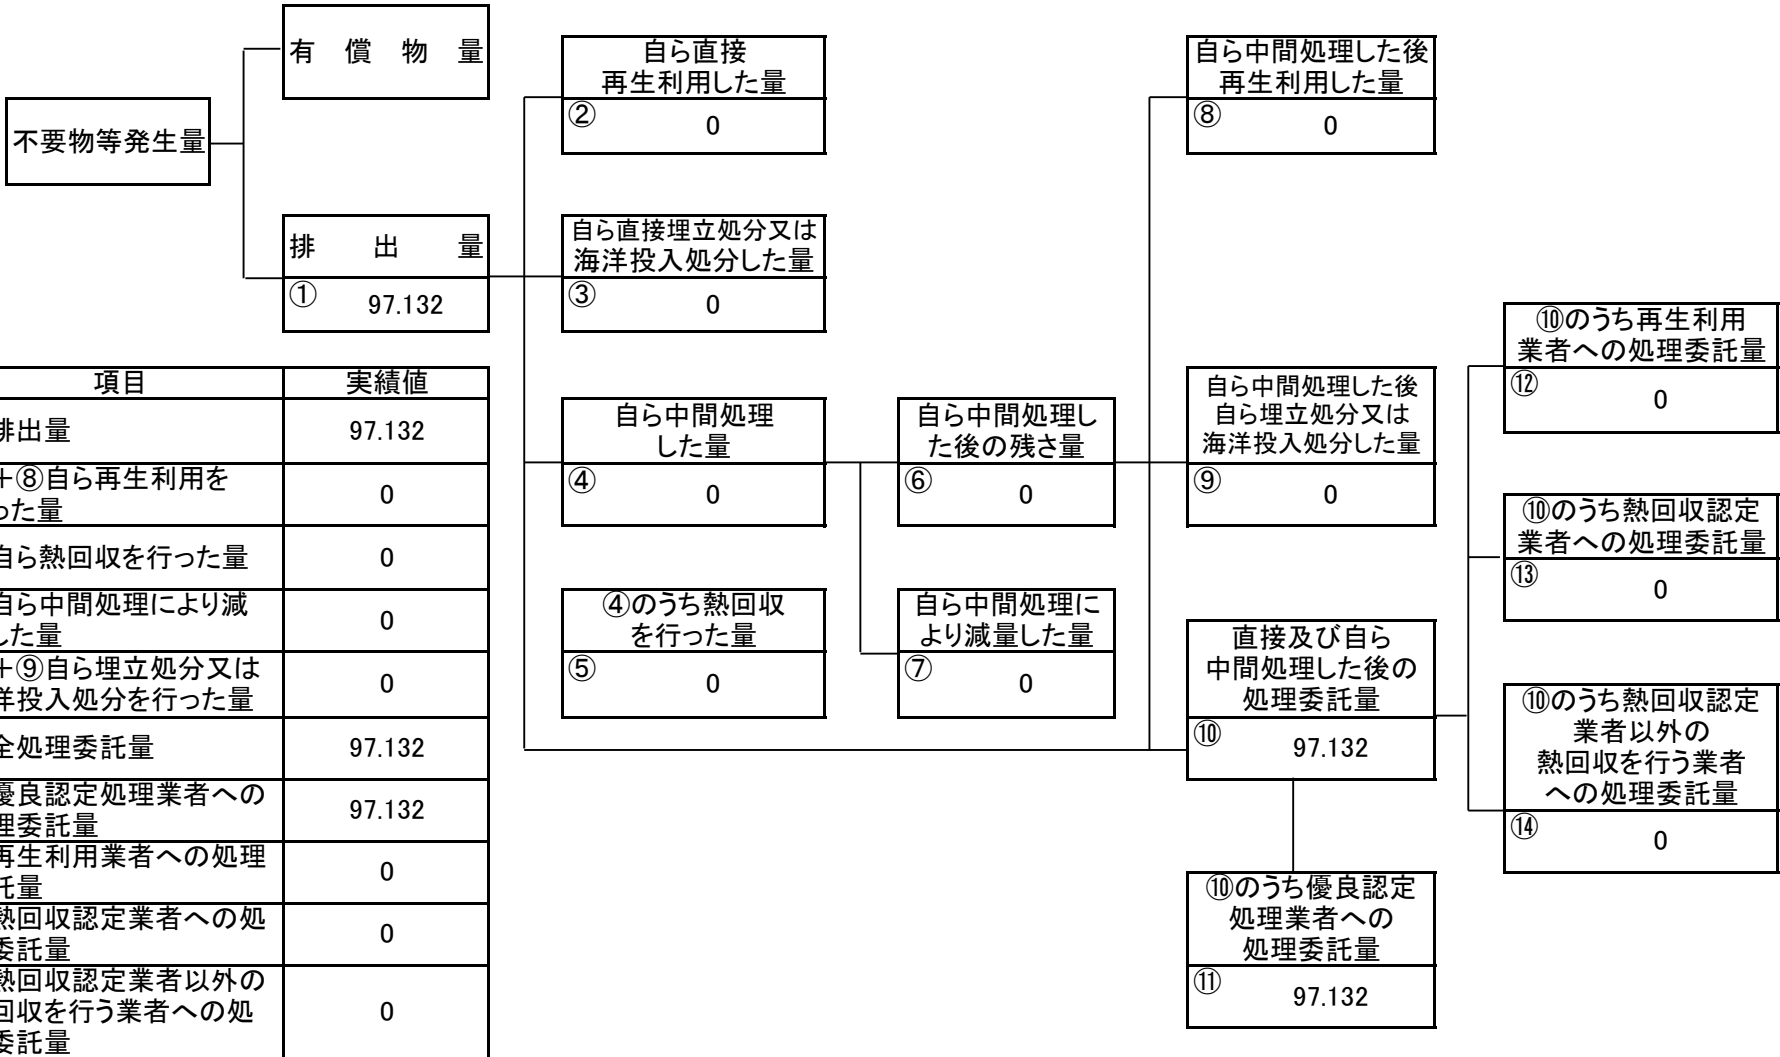 有 償 物 量
不要物等発生量
排 出 量
① 97.132
自ら直接
再生利用した量
② 0
自ら直接埋立処分又は
海洋投入処分した量
③ 0
自ら中間処理
した量
④ 0
④のうち熱回収
を行った量
⑤ 0
自ら中間処理し
た後の残さ量
⑥ 0
自ら中間処理に
より減量した量
⑦ 0
自ら中間処理した後
再生利用した量
⑧ 0
自ら中間処理した後
自ら埋立処分又は
海洋投入処分した量
⑨ 0
直接及び自ら
中間処理した後の
処理委託量
⑩ 97.132
⑩のうち優良認定
処理業者への
処理委託量
⑪ 97.132
⑩のうち再生利用
業者への処理委託量
⑫ 0
⑩のうち熱回収認定
業者への処理委託量
⑬ 0
⑩のうち熱回収認定
業者以外の
熱回収を行う業者
への処理委託量
⑭ 0
項目 実績値
排出量 97.132
+⑧自ら再生利用を
った量 0
自ら熱回収を行った量 0
自ら中間処理により減
した量 0
+⑨自ら埋立処分又は
洋投入処分を行った量 0
全処理委託量 97.132
優良認定処理業者への
理委託量 97.132
再生利用業者への処理
託量 0
熱回収認定業者への処
委託量 0
熱回収認定業者以外の
回収を行う業者への処
委託量 0